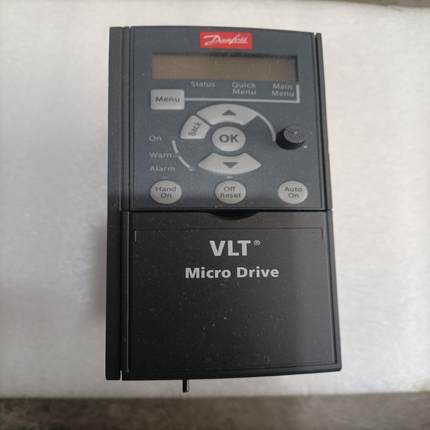 Danfoss
Status Quick Menu Main Menu
Menu
Back
OK
On
Warn.
Alarm
Hand On
Off Reset
Auto On
VLT®
Micro Drive